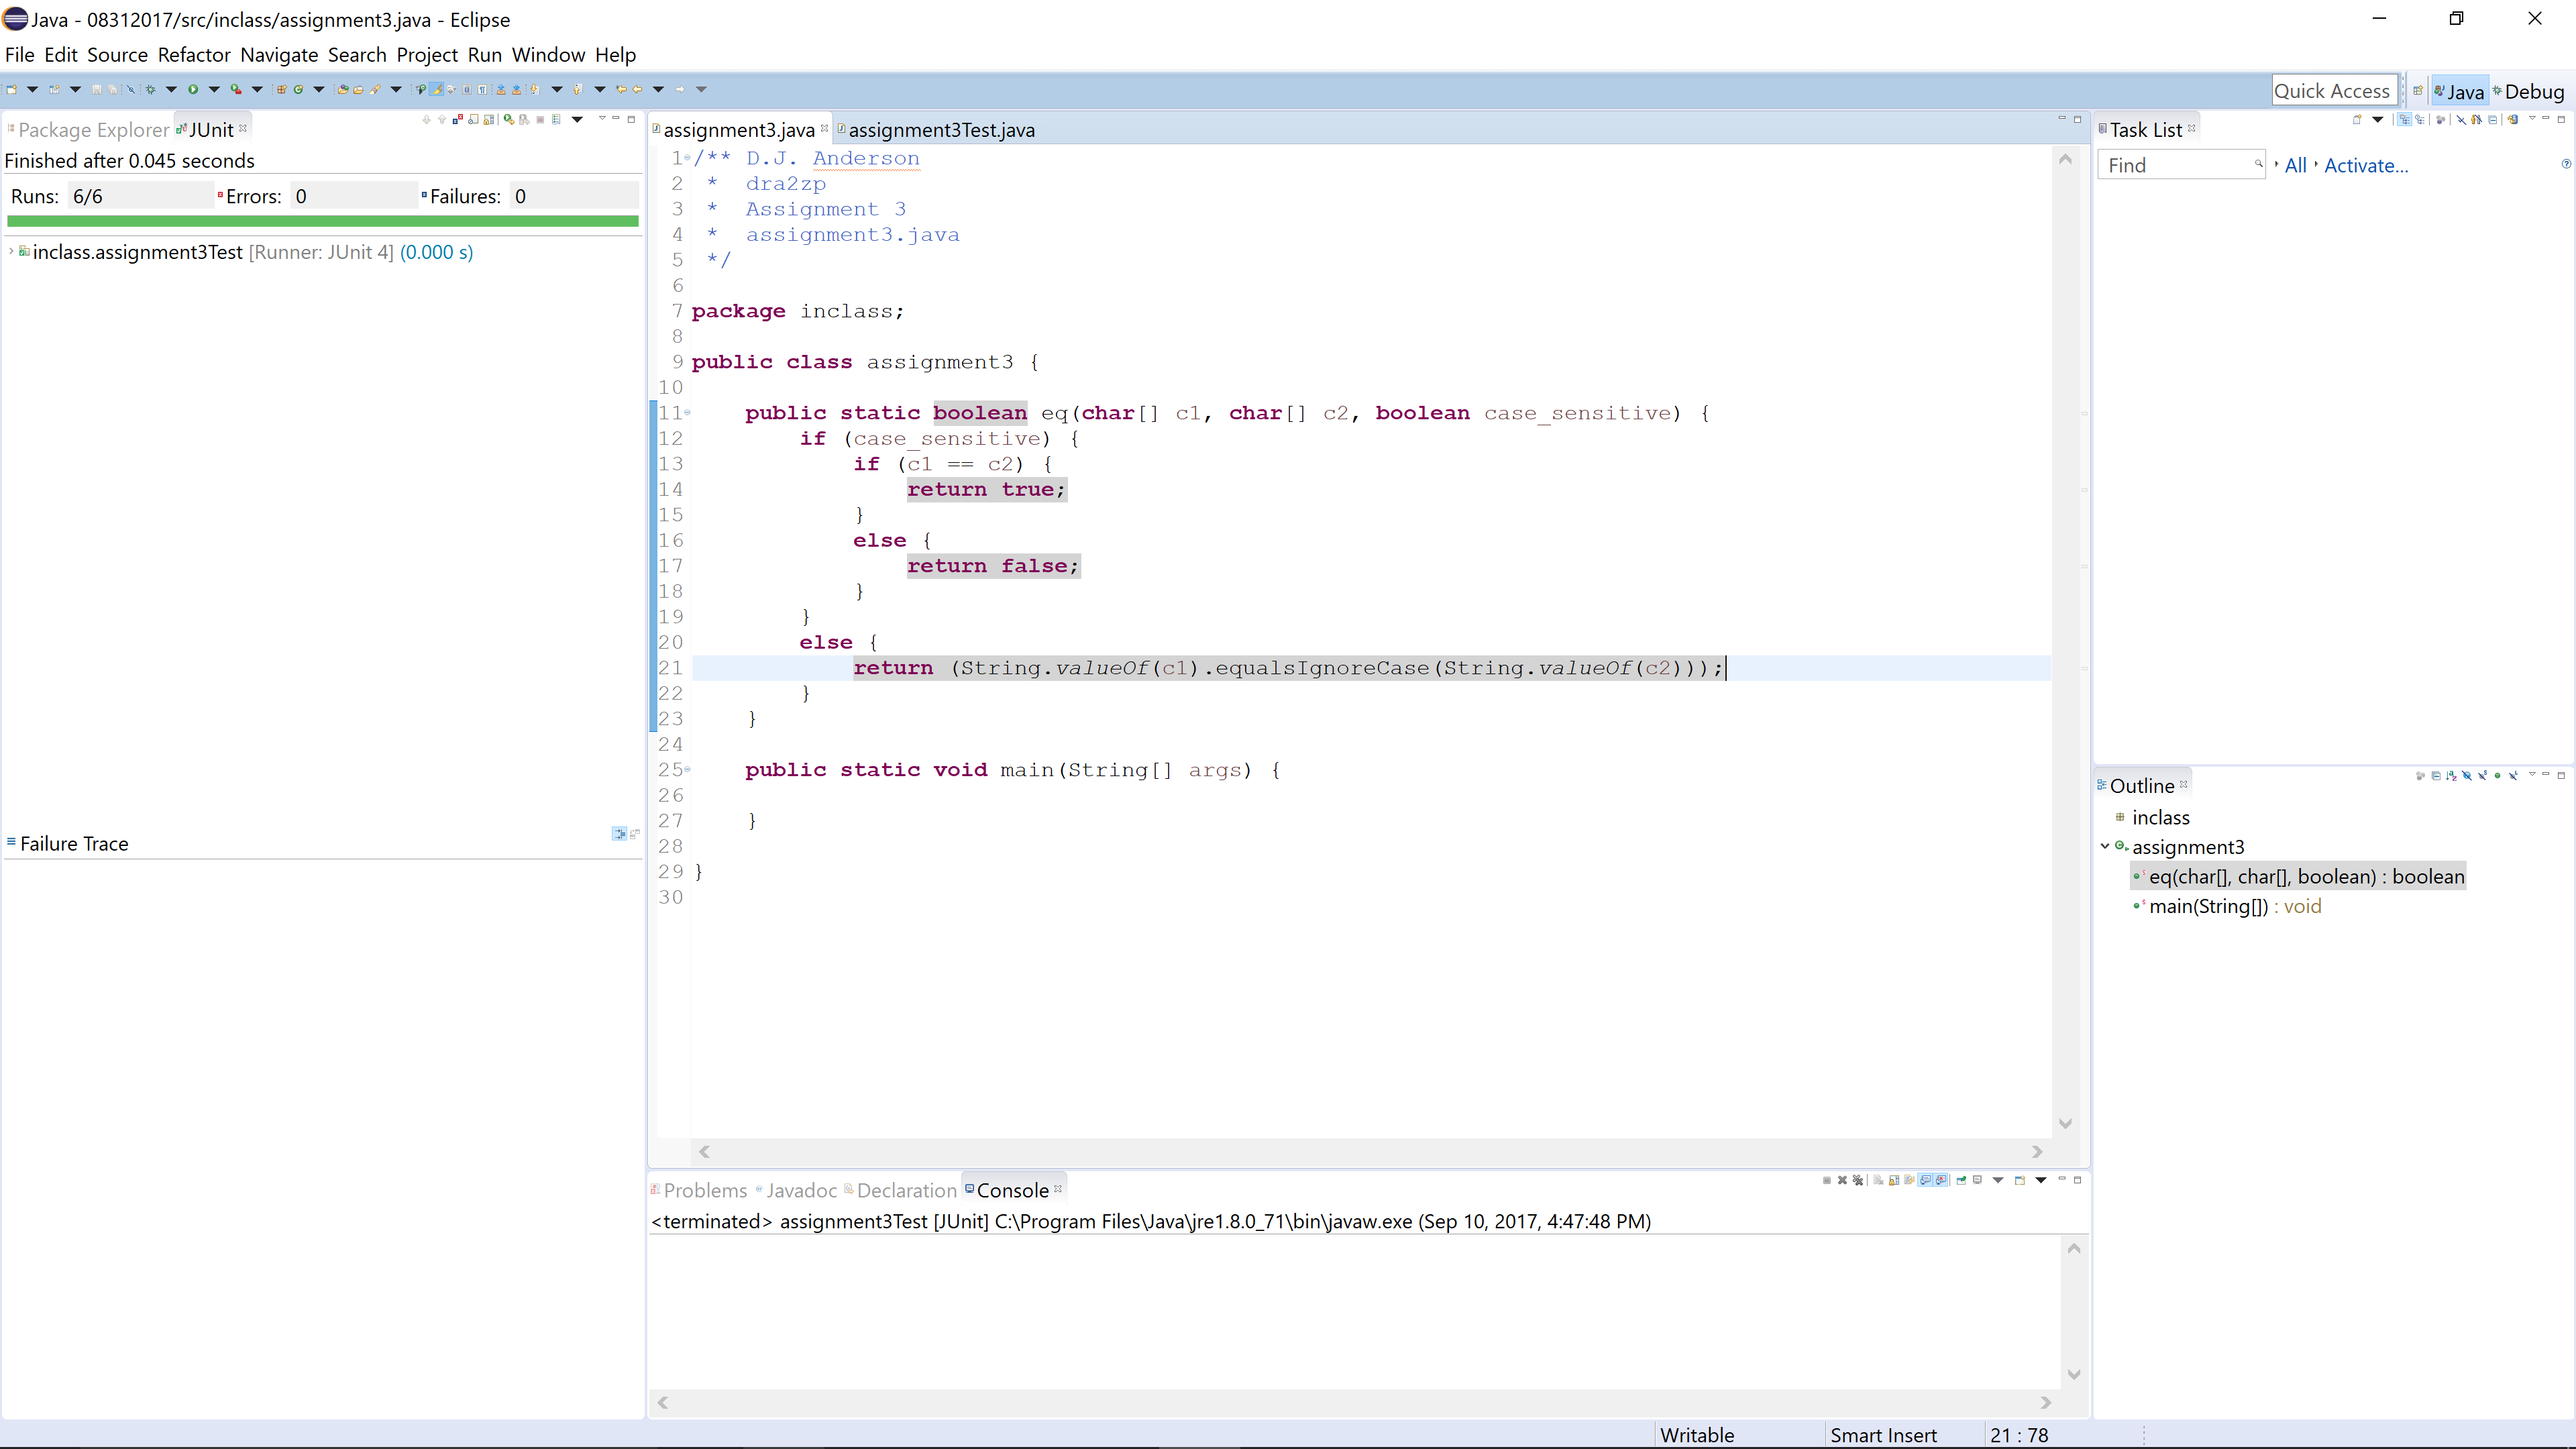 Java - 08312017/src/inclass/assignment3.java - Eclipse
File Edit Source Refactor Navigate Search Project Run Window Help
Quick Access
Java
Debug
Package Explorer
JUnit
Finished after 0.045 seconds
Runs: 6/6
Errors: 0
Failures: 0
inclass.assignment3Test [Runner: JUnit 4] (0.000 s)
Failure Trace
assignment3.java
assignment3Test.java
1 /** D.J. Anderson
2  *  dra2zp
3  *  Assignment 3
4  *  assignment3.java
5  */
6
7 package inclass;
8
9 public class assignment3 {
10
11     public static boolean eq(char[] c1, char[] c2, boolean case_sensitive) {
12         if (case_sensitive) {
13             if (c1 == c2) {
14                 return true;
15             }
16             else {
17                 return false;
18             }
19         }
20         else {
21             return (String.valueOf(c1).equalsIgnoreCase(String.valueOf(c2)));
22         }
23     }
24
25     public static void main(String[] args) {
26
27     }
28
29 }
30
Problems
Javadoc
Declaration
Console
<terminated> assignment3Test [JUnit] C:\Program Files\Java\jre1.8.0_71\bin\javaw.exe (Sep 10, 2017, 4:47:48 PM)
Task List
Find
All
Activate...
Outline
inclass
assignment3
eq(char[], char[], boolean) : boolean
main(String[]) : void
Writable
Smart Insert
21 : 78